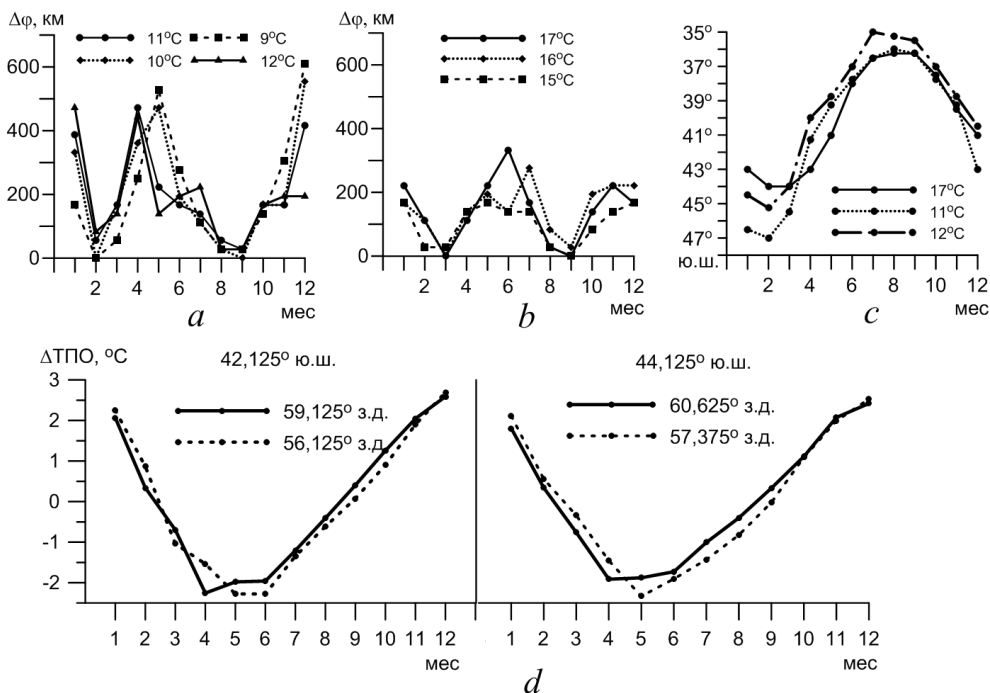 Δφ, км
11°C 9°C
10°C 12°C
600
400
200
0
2 4 6 8 10 12
мес
a
Δφ, км
17°C
16°C
15°C
600
400
200
0
2 4 6 8 10 12
мес
b
35°
37°
39°
41°
43°
45°
47°
ю.ш.
17°C
11°C
12°C
2 4 6 8 10 12
мес
c
ΔТПО, °C
42,125° ю.ш.
44,125° ю.ш.
3
2
1
0
-1
-2
59,125° з.д.
56,125° з.д.
60,625° з.д.
57,375° з.д.
1 2 3 4 5 6 7 8 9 10 11 12
мес
1 2 3 4 5 6 7 8 9 10 11 12
мес
d